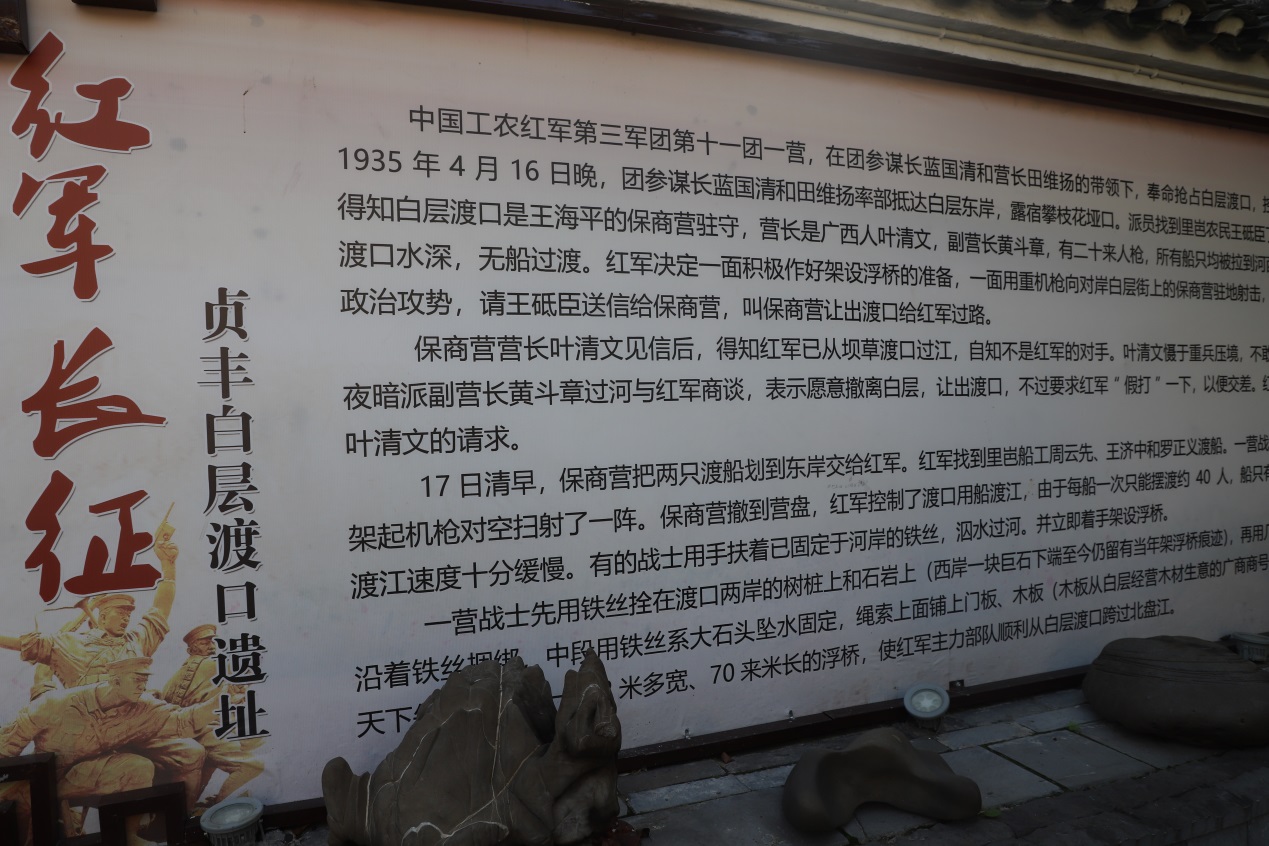 红军长征
贞丰白层渡口遗址
中国工农红军第三军团第十一团一营，在团参谋长蓝国清和营长田维扬的带领下，奉命抢占白层渡口，
1935 年 4 月 16 日晚，团参谋长蓝国清和田维扬率部抵达白层东岸，露宿攀枝花垭口。派员找到里岜农民王砥臣
得知白层渡口是王海平的保商营驻守，营长是广西人叶清文，副营长黄斗章，有二十来人枪，所有船只均被拉到河
渡口水深，无船过渡。红军决定一面积极作好架设浮桥的准备，一面用重机枪向对岸白层街上的保商营驻地射击，
政治攻势，请王砥臣送信给保商营，叫保商营让出渡口给红军过路。
保商营营长叶清文见信后，得知红军已从坝草渡口过江，自知不是红军的对手。叶清文慑于重兵压境，不敢
夜暗派副营长黄斗章过河与红军商谈，表示愿意撤离白层，让出渡口，不过要求红军“假打”一下，以便交差。红
叶清文的请求。
17 日清早，保商营把两只渡船划到东岸交给红军。红军找到里岜船工周云先、王济中和罗正义渡船。一营战
架起机枪对空扫射了一阵。保商营撤到营盘，红军控制了渡口用船渡江，由于每船一次只能摆渡约 40 人，船只有
渡江速度十分缓慢。有的战士用手扶着已固定于河岸的铁丝，泅水过河。并立即着手架设浮桥。
一营战士先用铁丝拴在渡口两岸的树桩上和石岩上（西岸一块巨石下端至今仍留有当年架浮桥痕迹），再用
沿着铁丝捆绑，中段用铁丝系大石头坠水固定，绳索上面铺上门板、木板（木板从白层经营木材生意的广商商号
天下 米多宽、70 来米长的浮桥，使红军主力部队顺利从白层渡口跨过北盘江。